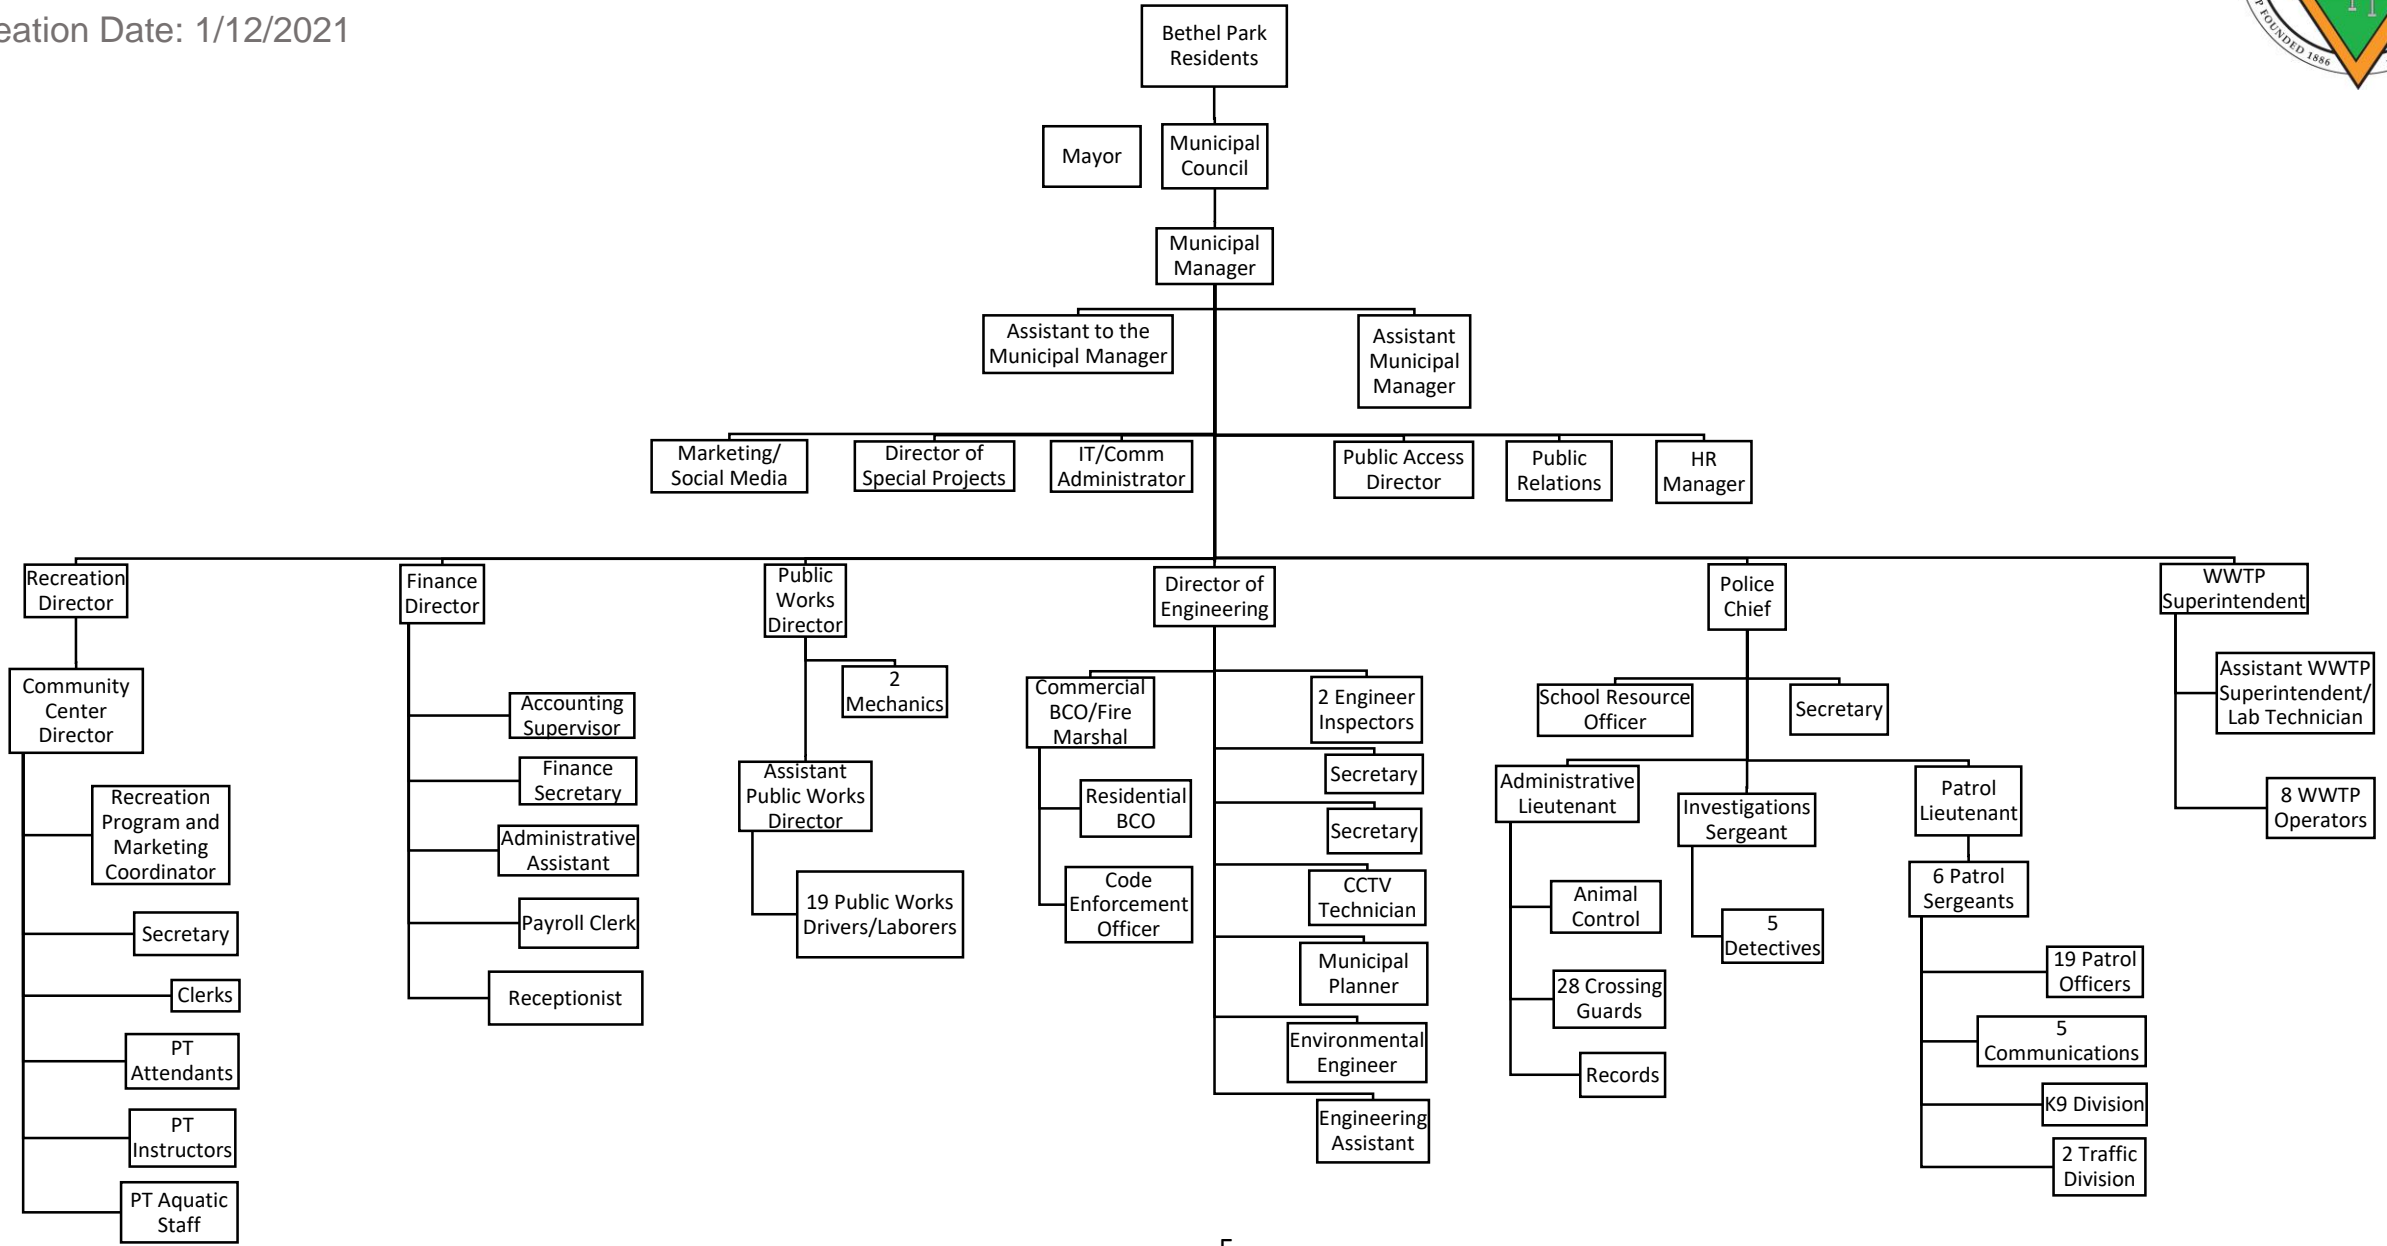 eation Date: 1/12/2021
P FOUNDED 1886
Bethel Park
Residents
Mayor
Municipal
Council
Municipal
Manager
Assistant to the
Municipal Manager
Assistant
Municipal
Manager
Marketing/
Social Media
Director of
Special Projects
IT/Comm
Administrator
Public Access
Director
Public
Relations
HR
Manager
Recreation
Director
Finance
Director
Public
Works
Director
Director of
Engineering
Police
Chief
WWTP
Superintendent
Community
Center
Director
Recreation
Program and
Marketing
Coordinator
Secretary
Clerks
PT
Attendants
PT
Instructors
PT Aquatic
Staff
Accounting
Supervisor
Finance
Secretary
Administrative
Assistant
Payroll Clerk
Receptionist
2
Mechanics
Assistant
Public Works
Director
19 Public Works
Drivers/Laborers
Commercial
BCO/Fire
Marshal
Residential
BCO
Code
Enforcement
Officer
2 Engineer
Inspectors
Secretary
Secretary
CCTV
Technician
Municipal
Planner
Environmental
Engineer
Engineering
Assistant
School Resource
Officer
Secretary
Administrative
Lieutenant
Animal
Control
28 Crossing
Guards
Records
Investigations
Sergeant
5
Detectives
Patrol
Lieutenant
6 Patrol
Sergeants
19 Patrol
Officers
5
Communications
K9 Division
2 Traffic
Division
Assistant WWTP
Superintendent/
Lab Technician
8 WWTP
Operators